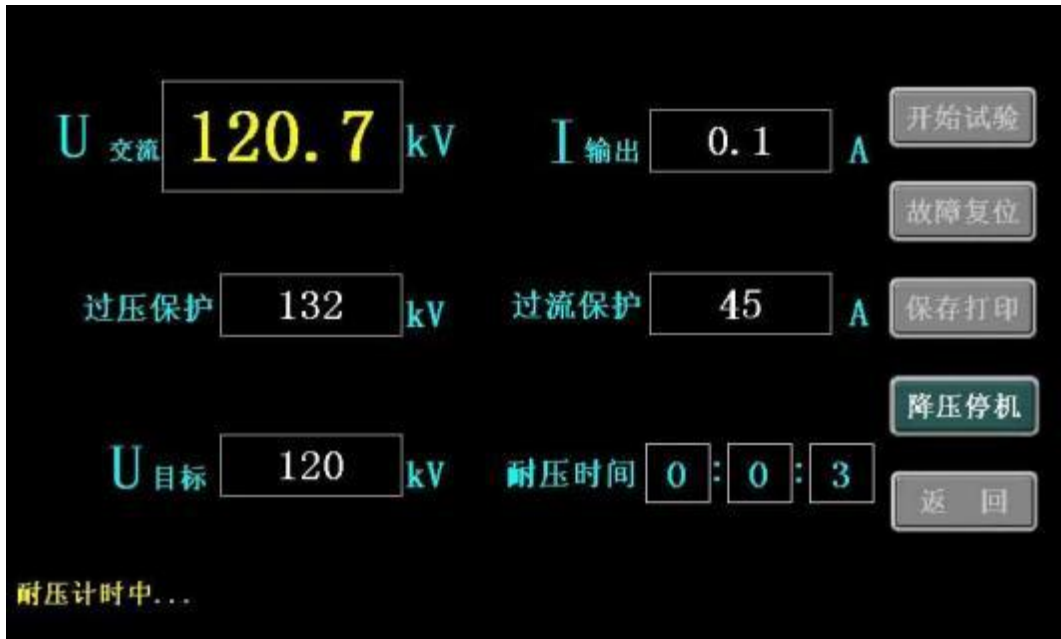 U 交流 120.7 kV I 输出 0.1 A 开始试验
故障复位
过压保护 132 kV 过流保护 45 A 保存打印
降压停机
U 目标 120 kV 耐压时间 0:0:3
返 回
耐压计时中...